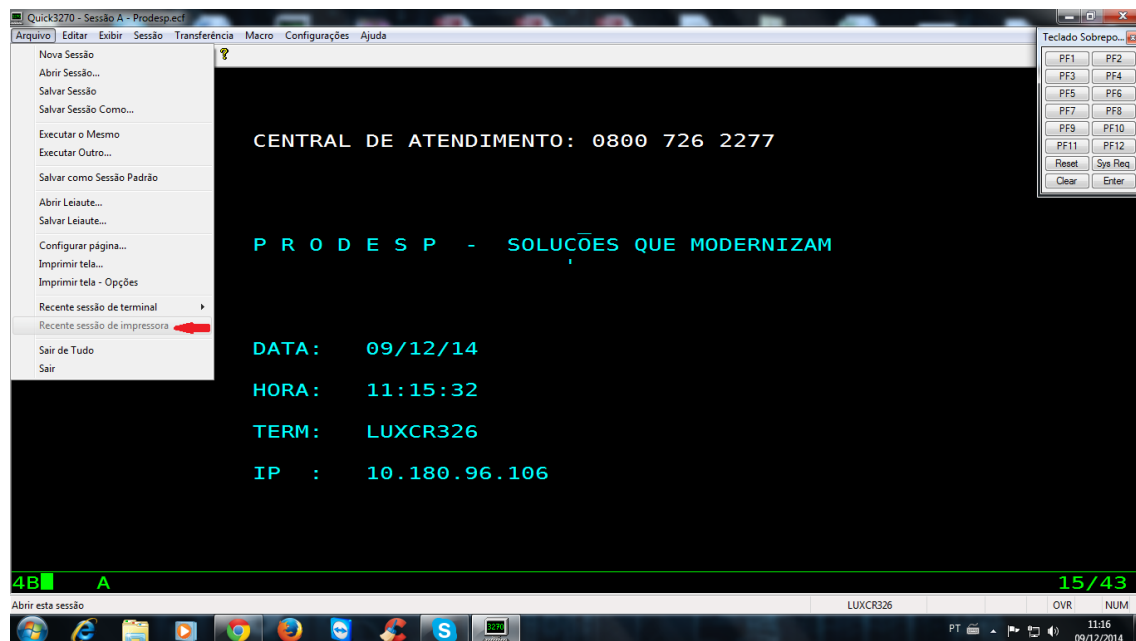 Quick3270 - Sessão A - Prodesp.ecf
Arquivo Editar Exibir Sessão Transferência Macro Configurações Ajuda
Nova Sessão
Abrir Sessão...
Salvar Sessão
Salvar Sessão Como...
Executar o Mesmo
Executar Outro...
Salvar como Sessão Padrão
Abrir Leiaute...
Salvar Leiaute...
Configurar página...
Imprimir tela...
Imprimir tela - Opções
Recente sessão de terminal
Recente sessão de impressora
Sair de Tudo
Sair
CENTRAL DE ATENDIMENTO: 0800 726 2277
P R O D E S P - SOLUCOES QUE MODERNIZAM
DATA: 09/12/14
HORA: 11:15:32
TERM: LUXCR326
IP : 10.180.96.106
4B A 15/43
Teclado Sobrepo...
PF1 PF2
PF3 PF4
PF5 PF6
PF7 PF8
PF9 PF10
PF11 PF12
Reset Sys Req
Clear Enter
Abrir esta sessão LUXCR326 OVR NUM
3270
PT 11:16
09/12/2014